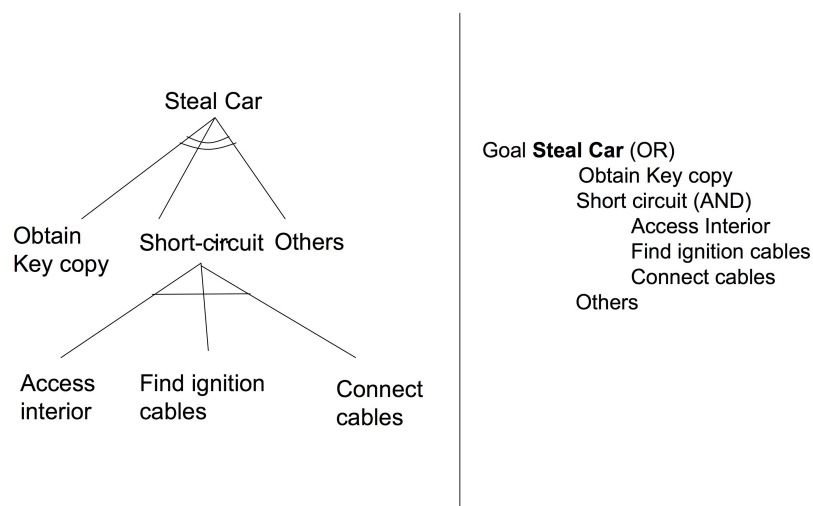 Steal Car
Obtain
Key copy
Short-circuit
Others
Access
interior
Find ignition
cables
Connect
cables
Goal Steal Car (OR)
Obtain Key copy
Short circuit (AND)
Access Interior
Find ignition cables
Connect cables
Others